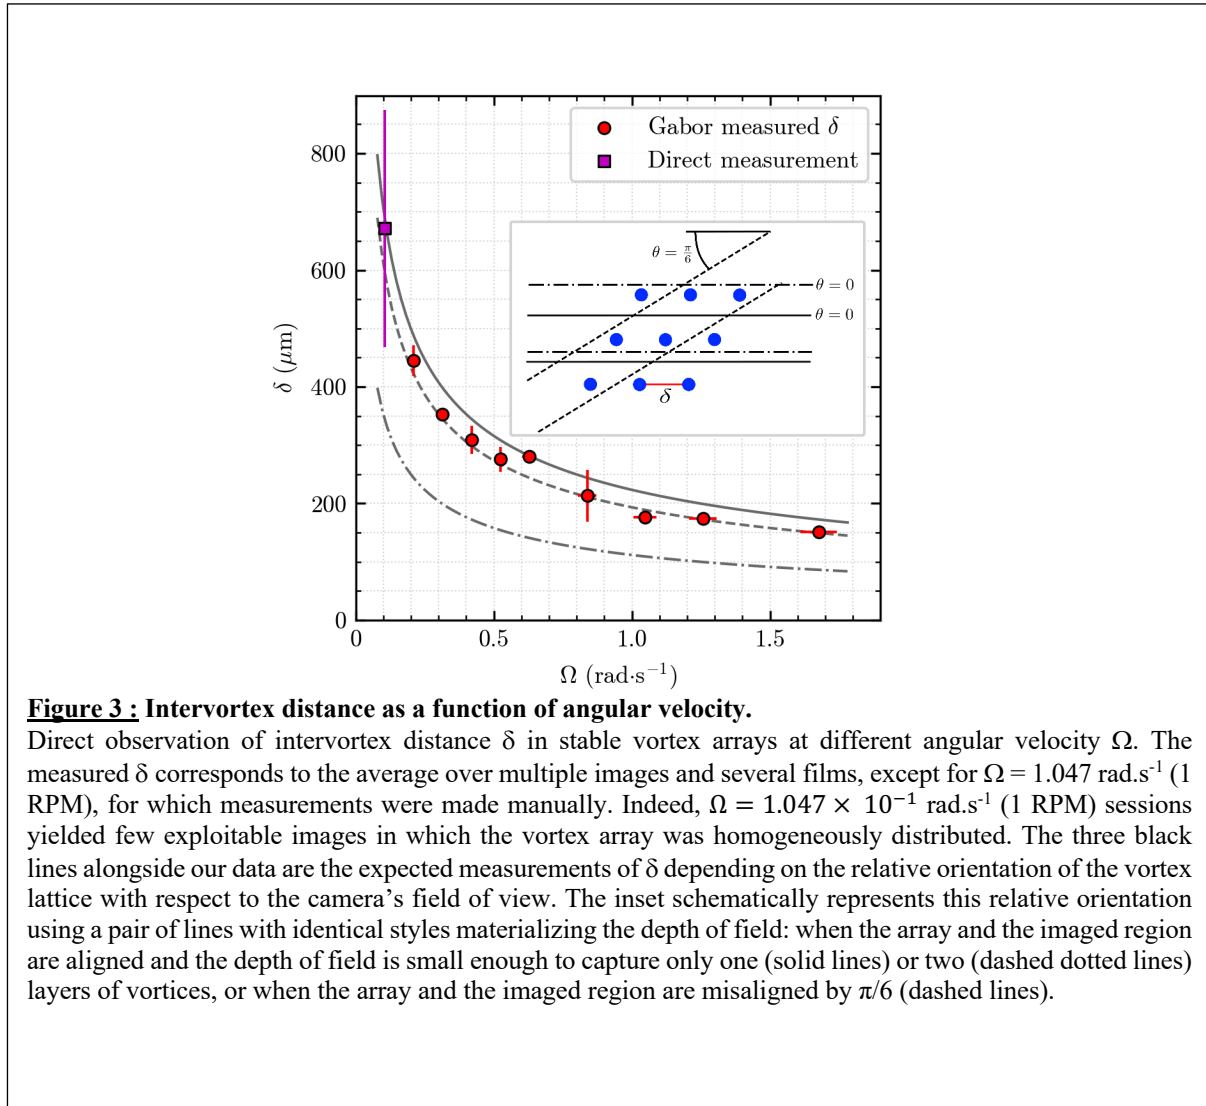 800
600
400
200
0
0
0.5
1.0
1.5
δ (μm)
Ω (rad·s⁻¹)
Gabor measured δ
Direct measurement
θ = π/6
θ = 0
θ = 0
δ
Figure 3 : Intervortex distance as a function of angular velocity.
Direct observation of intervortex distance δ in stable vortex arrays at different angular velocity Ω. The
measured δ corresponds to the average over multiple images and several films, except for Ω = 1.047 rad.s⁻¹ (1
RPM), for which measurements were made manually. Indeed, Ω = 1.047 × 10⁻¹ rad.s⁻¹ (1 RPM) sessions
yielded few exploitable images in which the vortex array was homogeneously distributed. The three black
lines alongside our data are the expected measurements of δ depending on the relative orientation of the vortex
lattice with respect to the camera’s field of view. The inset schematically represents this relative orientation
using a pair of lines with identical styles materializing the depth of field: when the array and the imaged region
are aligned and the depth of field is small enough to capture only one (solid lines) or two (dashed dotted lines)
layers of vortices, or when the array and the imaged region are misaligned by π/6 (dashed lines).